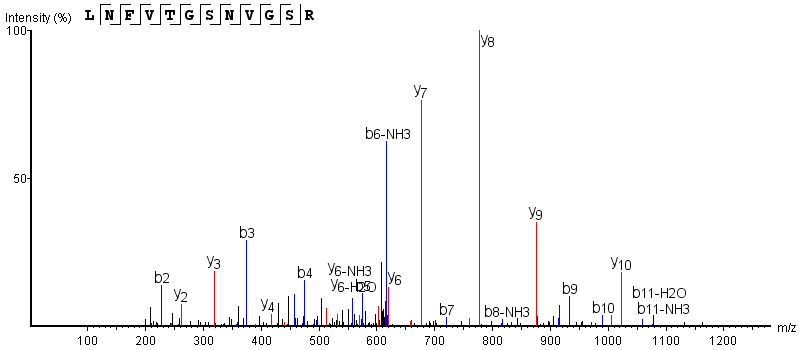 Intensity (%)
L N F V T G S N V G S R
100
50
y8
y7
b6-NH3
y9
b3
y3
b2
y2
y4
b4
y6-NH3
y6-H2O
b5
y6
b7
b8-NH3
b9
b10
y10
b11-H2O
b11-NH3
100 200 300 400 500 600 700 800 900 1000 1100 1200 m/z